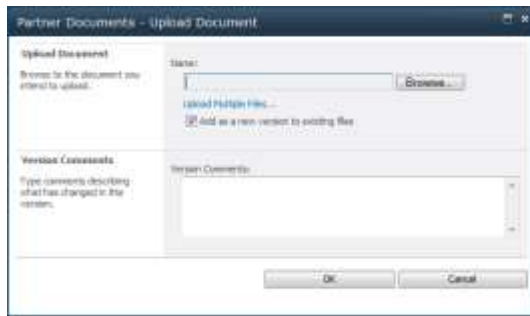 Partner Documents - Upload Document
Upload Document
Browse to the document you
intend to upload.
Name:
Browse...
Upload Multiple Files...
Add as a new version to existing files
Version Comments
Type comments describing
what has changed in this
version.
Version Comments:
OK
Cancel